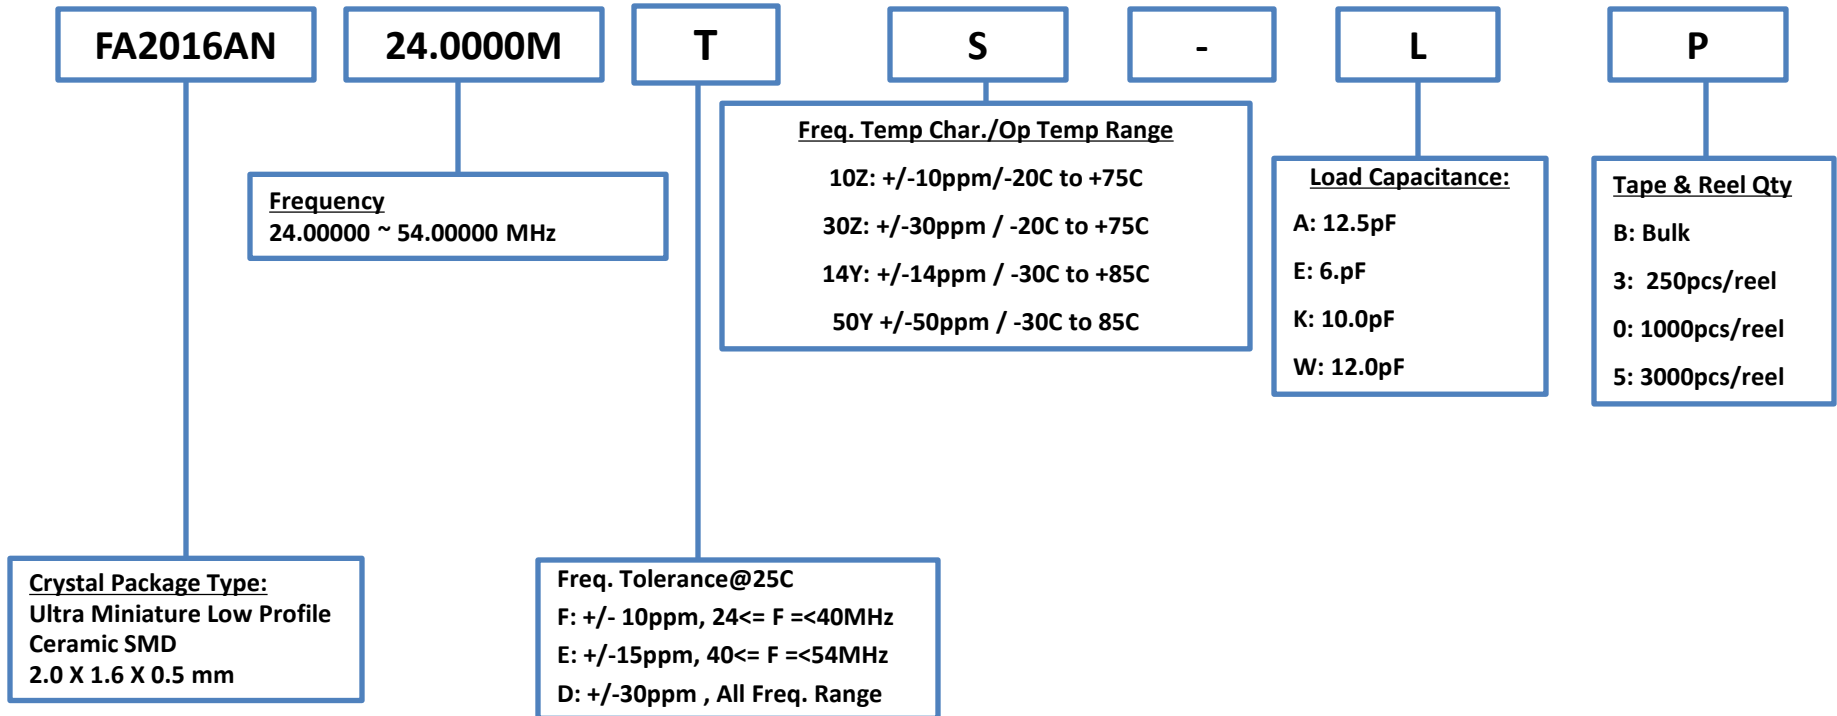 FA2016AN
24.0000M
T
S
-
L
P
Freq. Temp Char./Op Temp Range
10Z: +/-10ppm/-20C to +75C
30Z: +/-30ppm / -20C to +75C
14Y: +/-14ppm / -30C to +85C
50Y +/-50ppm / -30C to 85C
Frequency
24.00000 ~ 54.00000 MHz
Load Capacitance:
A: 12.5pF
E: 6.pF
K: 10.0pF
W: 12.0pF
Tape & Reel Qty
B: Bulk
3: 250pcs/reel
0: 1000pcs/reel
5: 3000pcs/reel
Crystal Package Type:
Ultra Miniature Low Profile
Ceramic SMD
2.0 X 1.6 X 0.5 mm
Freq. Tolerance@25C
F: +/- 10ppm, 24<= F =<40MHz
E: +/-15ppm, 40<= F =<54MHz
D: +/-30ppm , All Freq. Range